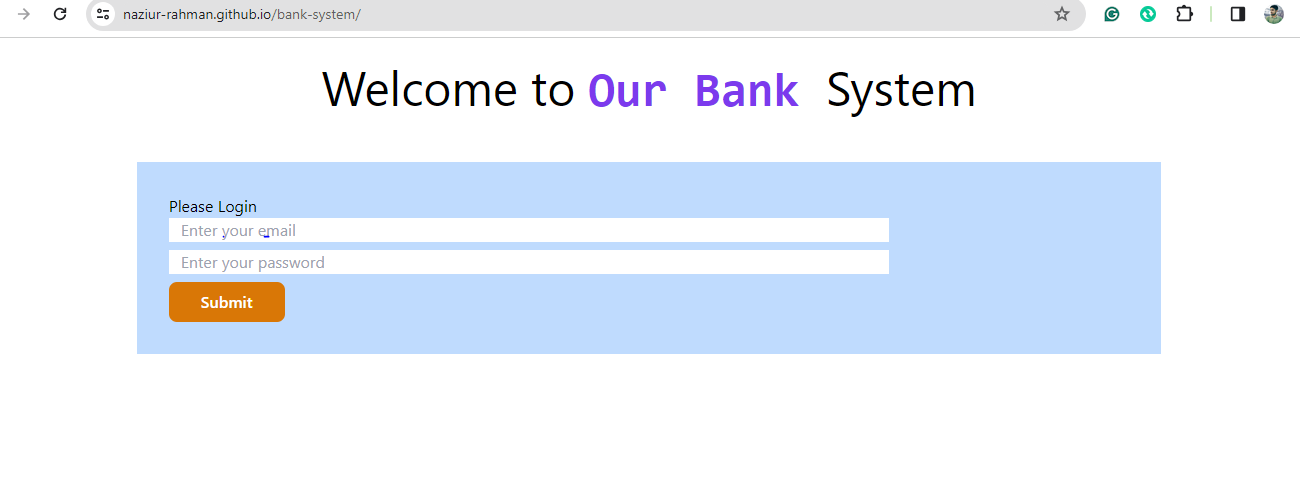 naziur-rahman.github.io/bank-system/
Welcome to Our Bank System
Please Login
Enter your email
Enter your password
Submit